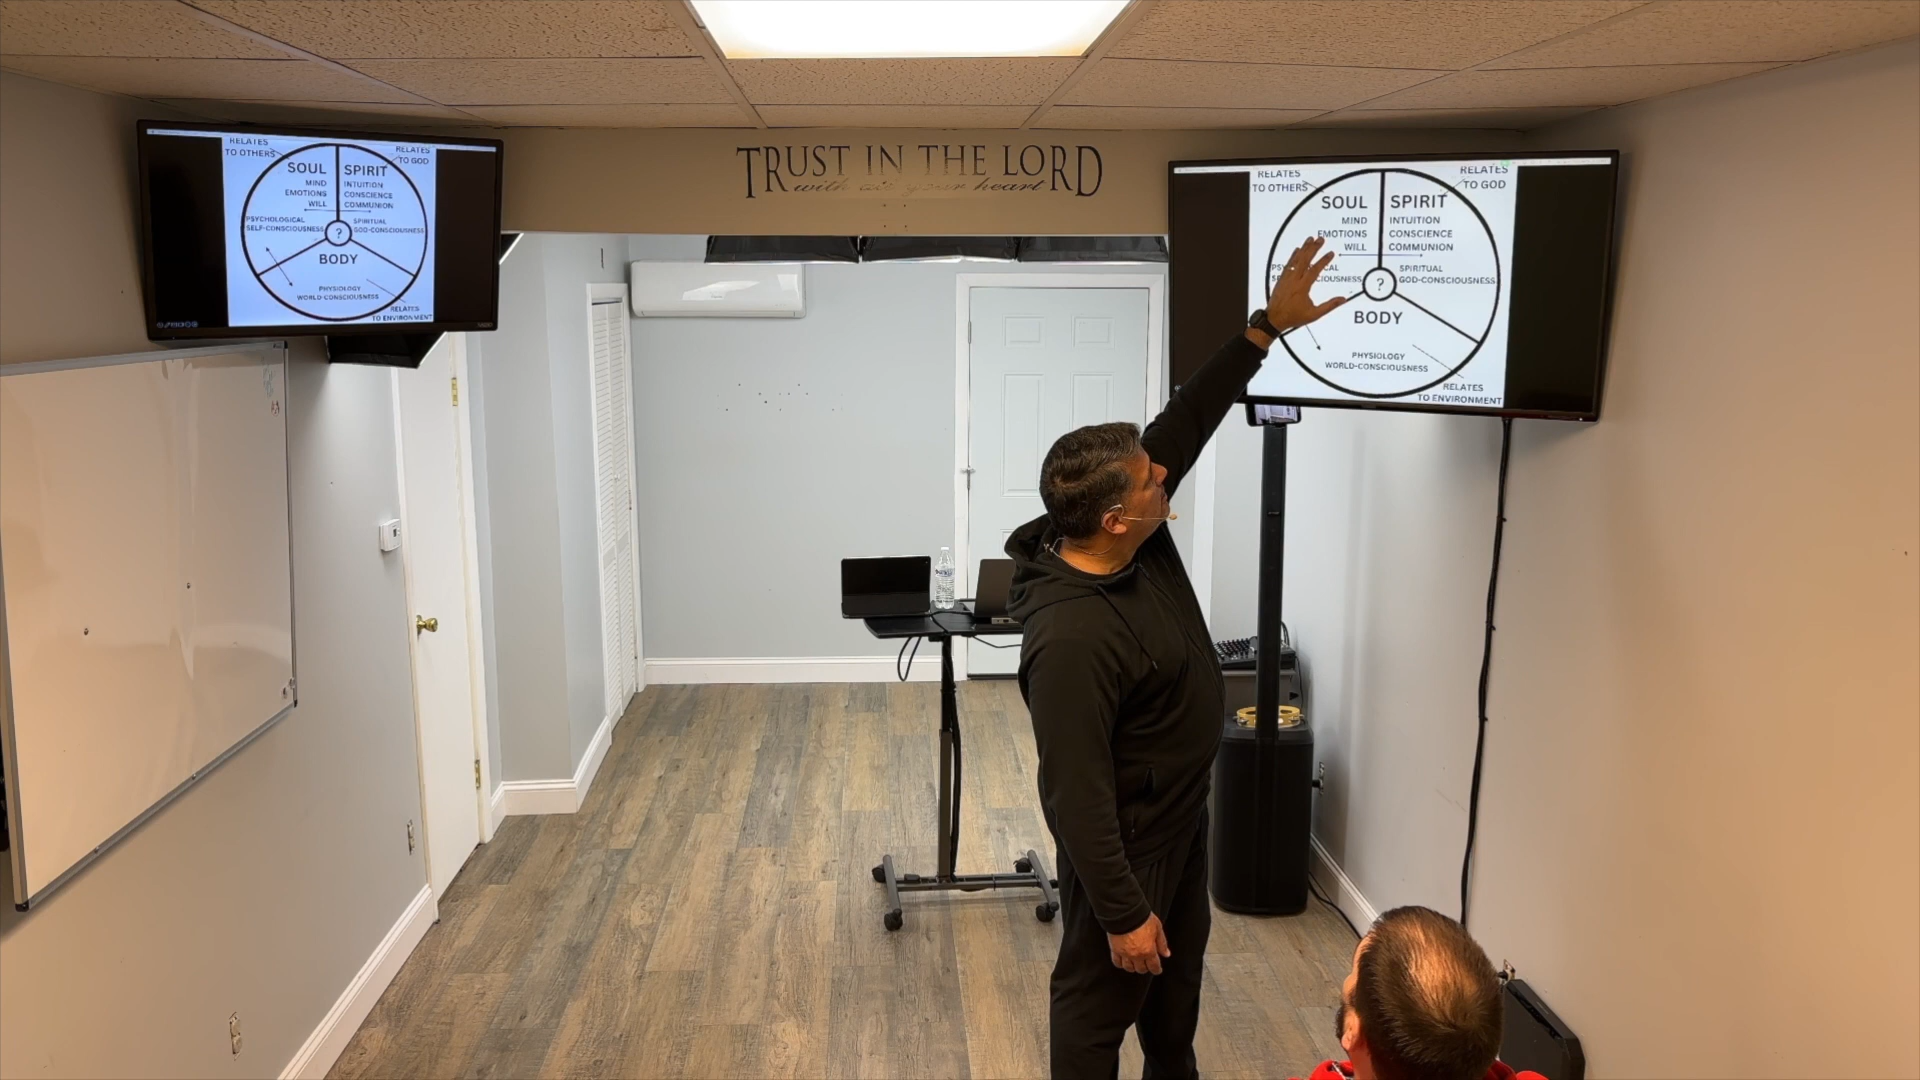 RELATES
TO OTHERS
RELATES
TO GOD
SOUL
SPIRIT
MIND
EMOTIONS
WILL
INTUITION
CONSCIENCE
COMMUNION
PSYCHOLOGICAL
SELF-CONSCIOUSNESS
SPIRITUAL
GOD-CONSCIOUSNESS
?
BODY
PHYSIOLOGY
WORLD-CONSCIOUSNESS
RELATES
TO ENVIRONMENT
TRUST IN THE LORD
with all your heart
RELATES
TO OTHERS
RELATES
TO GOD
SOUL
SPIRIT
MIND
EMOTIONS
WILL
INTUITION
CONSCIENCE
COMMUNION
SPIRITUAL
GOD-CONSCIOUSNESS
?
BODY
PHYSIOLOGY
WORLD-CONSCIOUSNESS
RELATES
TO ENVIRONMENT